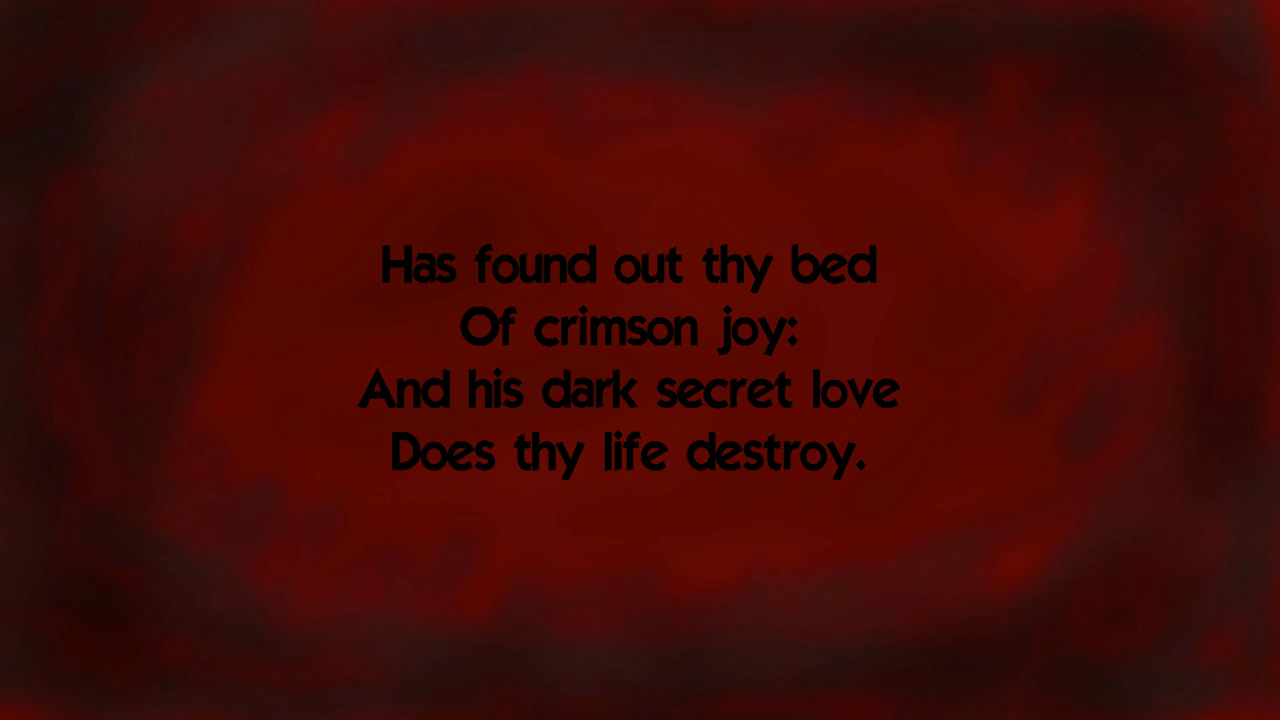 Has found out thy bed
Of crimson joy:
And his dark secret love
Does thy life destroy.